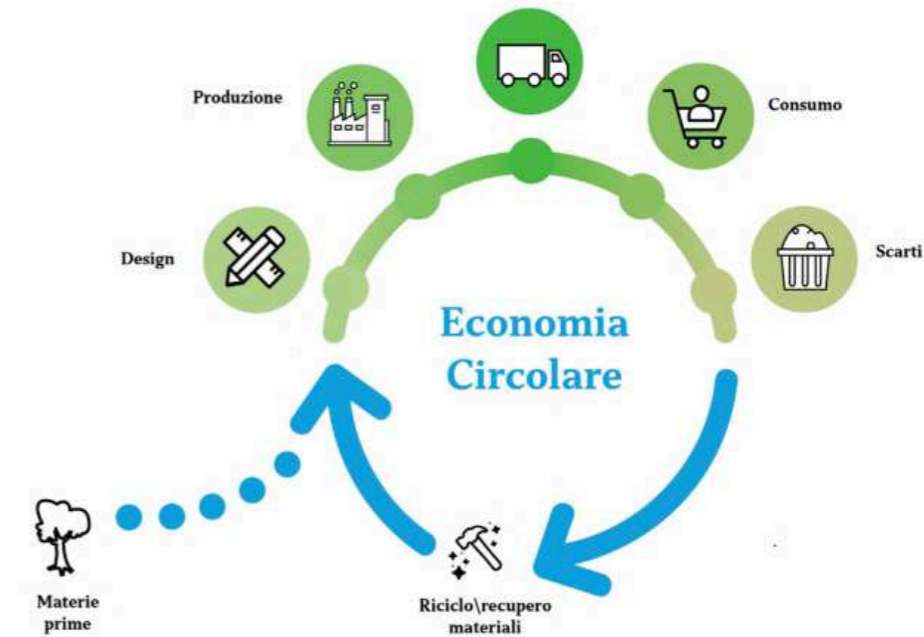 Produzione
Consumo
Design
Scarti
Economia
Circolare
Materie
prime
Riciclo\recupero
materiali